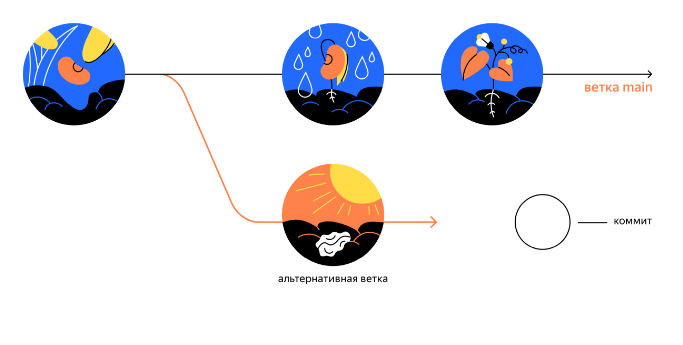 ветка main
коммит
альтернативная ветка